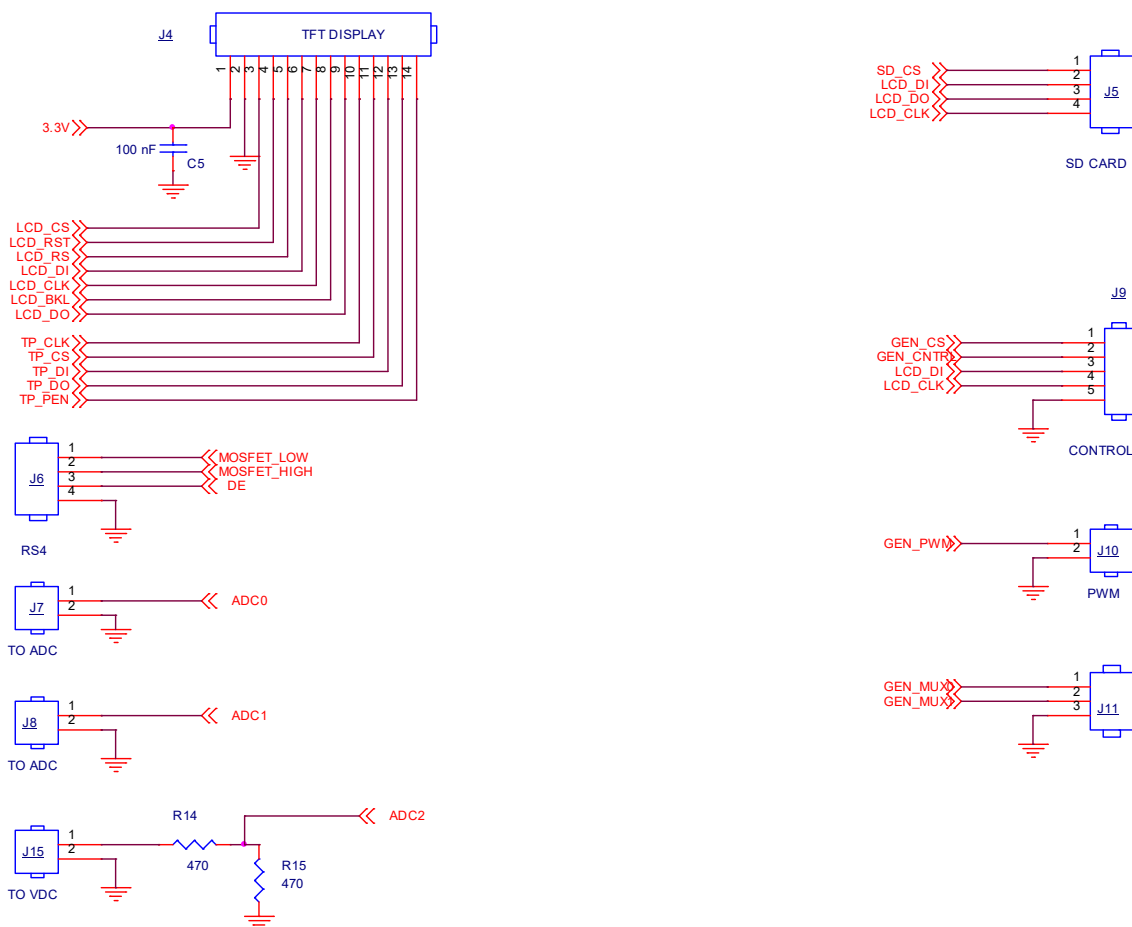 J4
TFT DISPLAY
1 2 3 4 5 6 7 8 9 10 11 12 13 14
3.3V
100 nF
C5
LCD_CS
LCD_RST
LCD_RS
LCD_DI
LCD_CLK
LCD_BKL
LCD_DO
TP_CLK
TP_CS
TP_DI
TP_DO
TP_PEN
J6
1
2
3
4
MOSFET_LOW
MOSFET_HIGH
DE
RS4
J7
1
2
ADC0
TO ADC
J8
1
2
ADC1
TO ADC
J15
1
2
R14
470
R15
470
ADC2
TO VDC
SD_CS
LCD_DI
LCD_DO
LCD_CLK
1
2
3
4
J5
SD CARD
J9
GEN_CS
GEN_CNTRL
LCD_DI
LCD_CLK
1
2
3
4
5
CONTROL
GEN_PWM
1
2
J10
PWM
GEN_MUX0
GEN_MUX1
1
2
3
J11